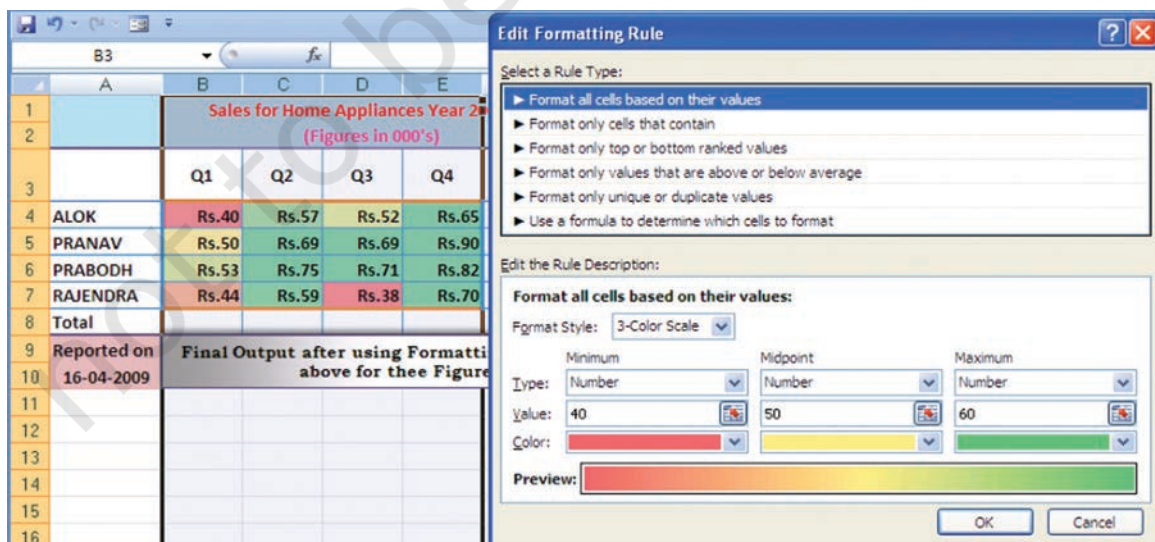 B3
fx
A B C D E
1 Sales for Home Appliances Year 2
2 (Figures in 000's)
3 Q1 Q2 Q3 Q4
4 ALOK Rs.40 Rs.57 Rs.52 Rs.65
5 PRANAV Rs.50 Rs.69 Rs.69 Rs.90
6 PRABODH Rs.53 Rs.75 Rs.71 Rs.82
7 RAJENDRA Rs.44 Rs.59 Rs.38 Rs.70
8 Total
9 Reported on Final Output after using Formatti
10 16-04-2009 above for thee Figure
11
12
13
14
15
16
Edit Formatting Rule
Select a Rule Type:
► Format all cells based on their values
► Format only cells that contain
► Format only top or bottom ranked values
► Format only values that are above or below average
► Format only unique or duplicate values
► Use a formula to determine which cells to format
Edit the Rule Description:
Format all cells based on their values:
Format Style: 3-Color Scale
Minimum Midpoint Maximum
Type: Number Number Number
Value: 40 50 60
Color:
Preview:
OK Cancel
not to be